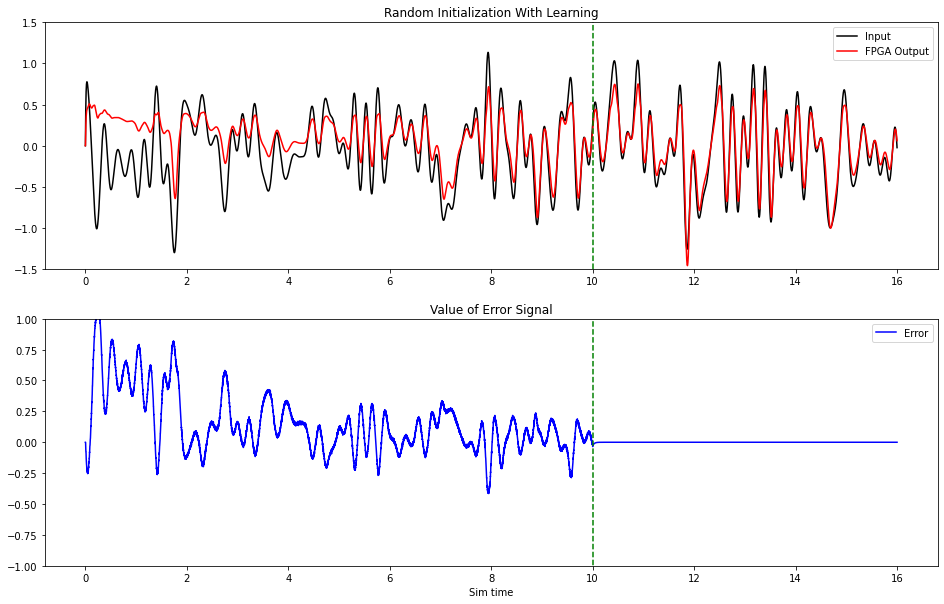 Random Initialization With Learning
1.5
1.0
0.5
0.0
−0.5
−1.0
−1.5
Input
FPGA Output
0 2 4 6 8 10 12 14 16
Value of Error Signal
1.00
0.75
0.50
0.25
0.00
−0.25
−0.50
−0.75
−1.00
Error
0 2 4 6 8 10 12 14 16
Sim time